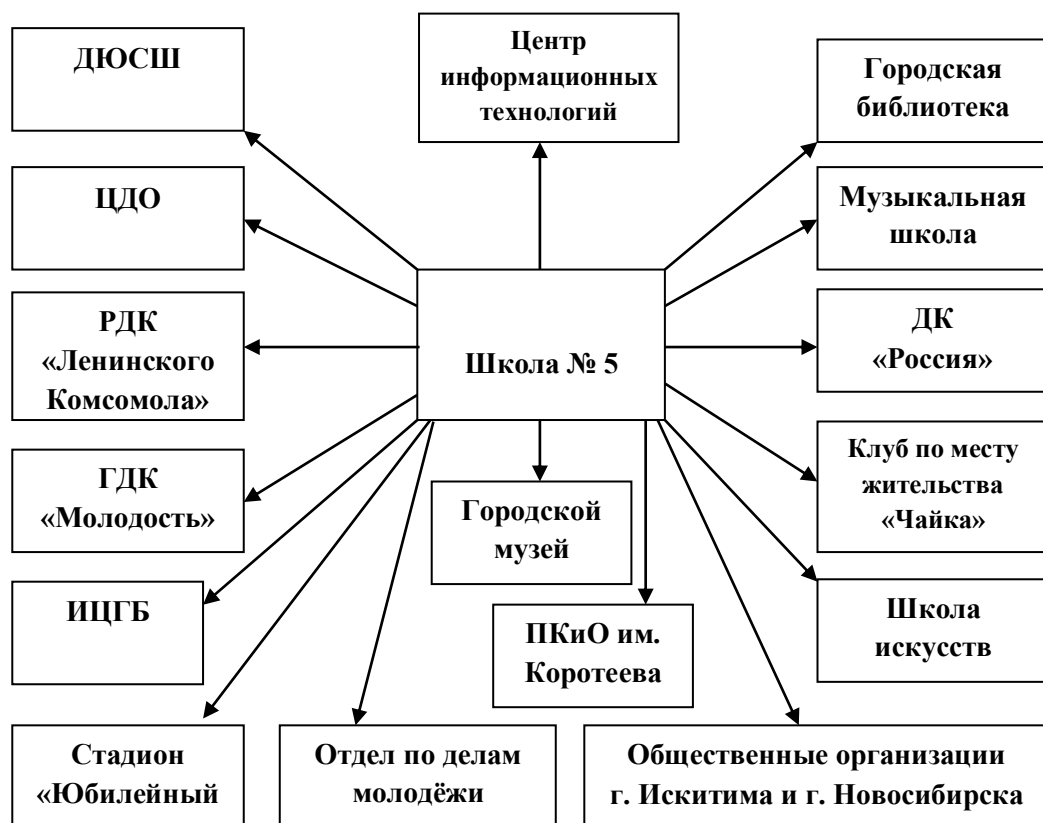 ДЮСШ
Центр
информационных
технологий
Городская
библиотека
ЦДО
Музыкальная
школа
РДК
«Ленинского
Комсомола»
Школа № 5
ДК
«Россия»
ГДК
«Молодость»
Клуб по месту
жительства
«Чайка»
Городской
музей
ИЦГБ
ПКиО им.
Коротеева
Школа
искусств
Стадион
«Юбилейный
Отдел по делам
молодёжи
Общественные организации
г. Искитима и г. Новосибирска